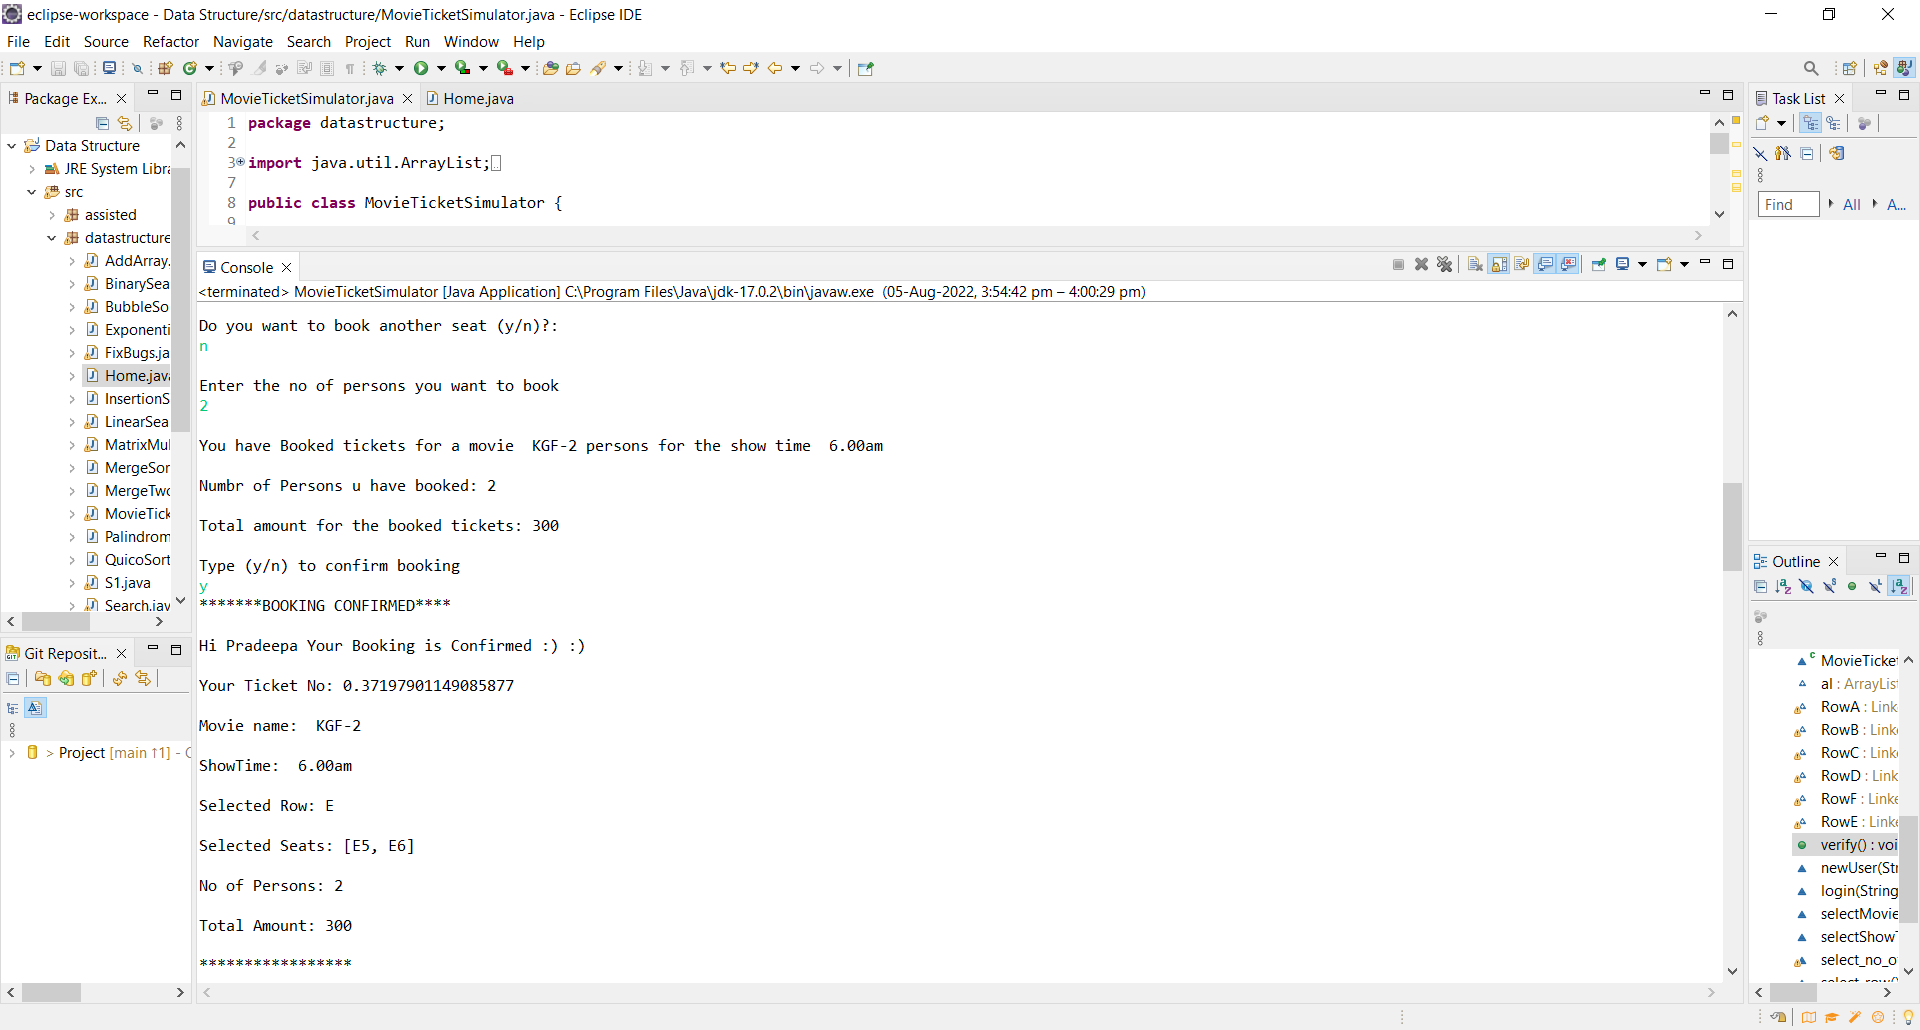 eclipse-workspace - Data Structure/src/datastructure/MovieTicketSimulator.java - Eclipse IDE
File Edit Source Refactor Navigate Search Project Run Window Help
Package Ex...
Data Structure
JRE System Libra
src
assisted
datastructure
AddArray.
BinarySea
BubbleSo
Exponenti
FixBugs.ja
Home.java
InsertionS
LinearSea
MatrixMul
MergeSor
MergeTwo
MovieTick
Palindrom
QuicoSort
S1.java
Search.jav
Git Reposit...
> Project [main ↑1] - C
MovieTicketSimulator.java Home.java
1 package datastructure;
2
3 import java.util.ArrayList;
7
8 public class MovieTicketSimulator {
9
Console
<terminated> MovieTicketSimulator [Java Application] C:\Program Files\Java\jdk-17.0.2\bin\javaw.exe (05-Aug-2022, 3:54:42 pm – 4:00:29 pm)
Do you want to book another seat (y/n)?:
n
Enter the no of persons you want to book
2
You have Booked tickets for a movie  KGF-2 persons for the show time  6.00am
Numbr of Persons u have booked: 2
Total amount for the booked tickets: 300
Type (y/n) to confirm booking
y
*******BOOKING CONFIRMED****
Hi Pradeepa Your Booking is Confirmed :) :)
Your Ticket No: 0.37197901149085877
Movie name:  KGF-2
ShowTime:  6.00am
Selected Row: E
Selected Seats: [E5, E6]
No of Persons: 2
Total Amount: 300
*****************
Task List
Find All A...
Outline
MovieTicket
al : ArrayLis
RowA : Link
RowB : Link
RowC : Link
RowD : Link
RowF : Linke
RowE : Linke
verify() : voi
newUser(Str
login(String
selectMovie
selectShowT
select_no_o
select_row(